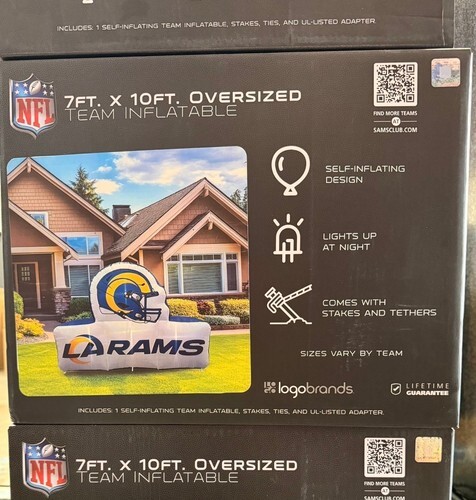 INCLUDES: 1 SELF-INFLATING TEAM INFLATABLE, STAKES, TIES, AND UL-LISTED ADAPTER.
NFL
7FT. X 10FT. OVERSIZED
TEAM INFLATABLE
FIND MORE TEAMS
AT
SAMSCLUB.COM
SELF-INFLATING
DESIGN
LIGHTS UP
AT NIGHT
COMES WITH
STAKES AND TETHERS
SIZES VARY BY TEAM
LA RAMS
logobrands
LIFETIME
GUARANTEE
INCLUDES: 1 SELF-INFLATING TEAM INFLATABLE, STAKES, TIES, AND UL-LISTED ADAPTER.
NFL
7FT. X 10FT. OVERSIZED
TEAM INFLATABLE
FIND MORE TEAMS
AT
SAMSCLUB.COM